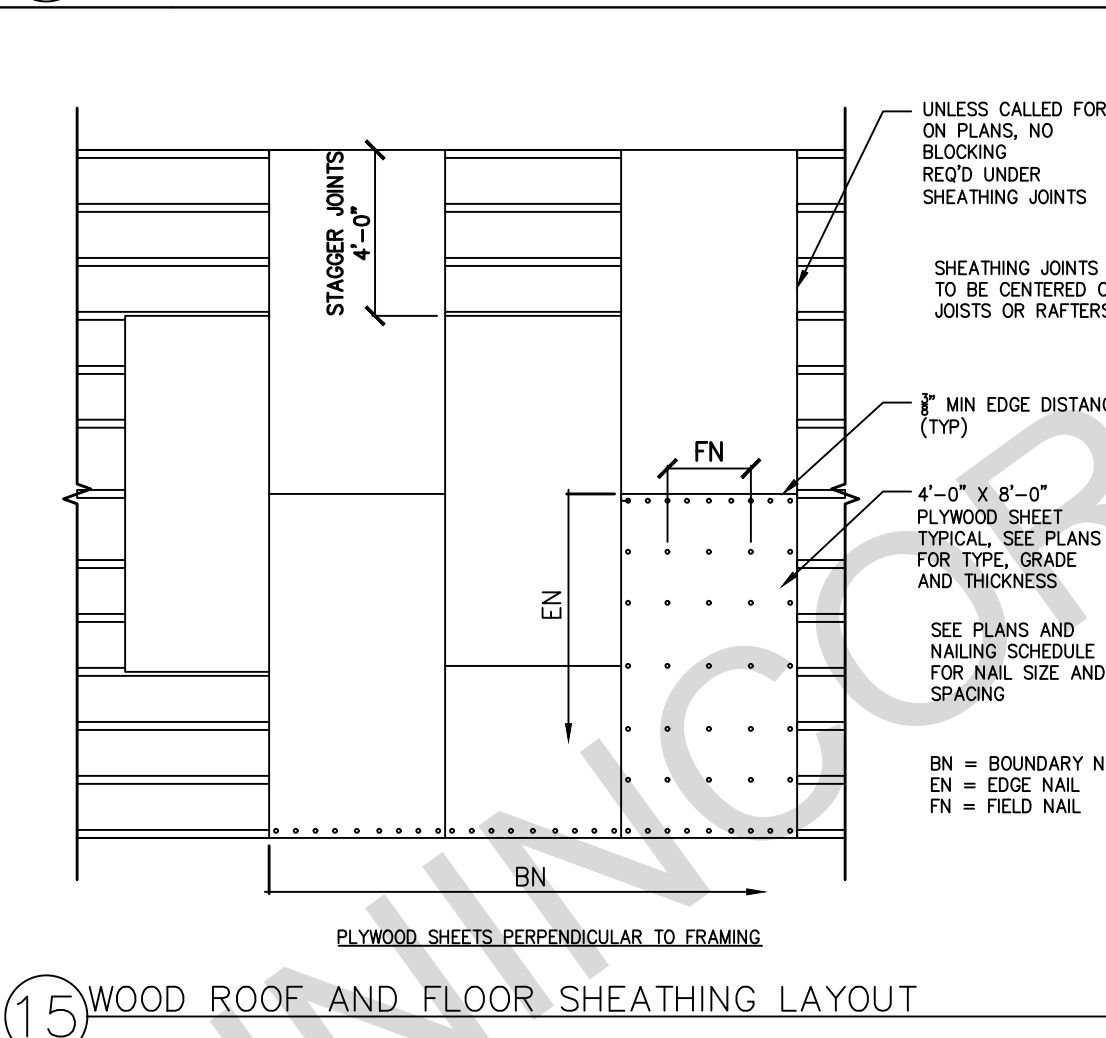 UNLESS CALLED FOR
ON PLANS, NO
BLOCKING
REQ'D UNDER
SHEATHING JOINTS
STAGGER JOINTS
4'-0"
SHEATHING JOINTS
TO BE CENTERED
JOISTS OR RAFTERS
3/8" MIN EDGE
(TYP)
FN
4'-0" X 8'-0"
PLYWOOD SHEET
TYPICAL, SEE PLANS
FOR TYPE, GRADE
AND THICKNESS
EN
SEE PLANS AND
NAILING SCHEDULE
FOR NAIL SIZE AND
SPACING
BN = BOUNDARY
EN = EDGE NAIL
FN = FIELD NAIL
BN
PLYWOOD SHEETS PERPENDICULAR TO FRAMING
15 WOOD ROOF AND FLOOR SHEATHING LAYOUT